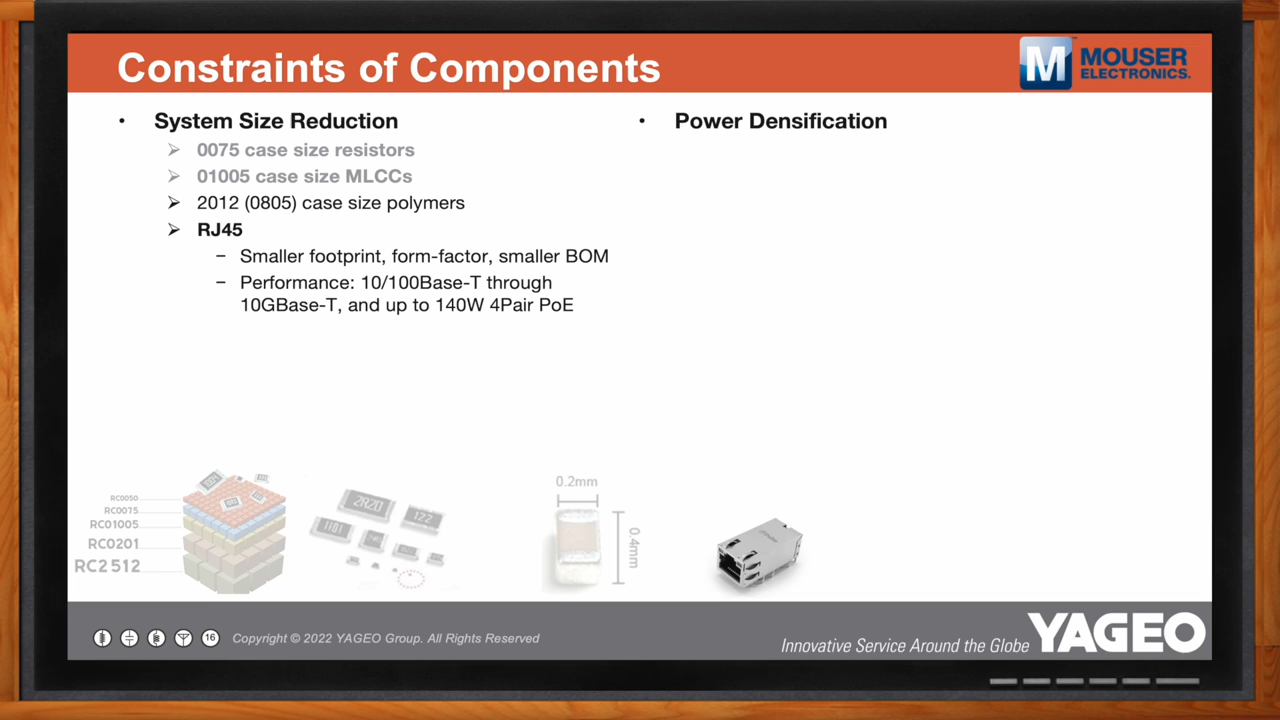 Constraints of Components
M MOUSER
ELECTRONICS.
• System Size Reduction
➢ 0075 case size resistors
➢ 01005 case size MLCCs
➢ 2012 (0805) case size polymers
➢ RJ45
− Smaller footprint, form-factor, smaller BOM
− Performance: 10/100Base-T through
10GBase-T, and up to 140W 4Pair PoE
• Power Densification
RC0050
RC0075
RC01005
RC0201
RC2512
2R20
122
1181
0.2mm
0.4mm
16
Copyright © 2022 YAGEO Group. All Rights Reserved
Innovative Service Around the Globe
YAGEO